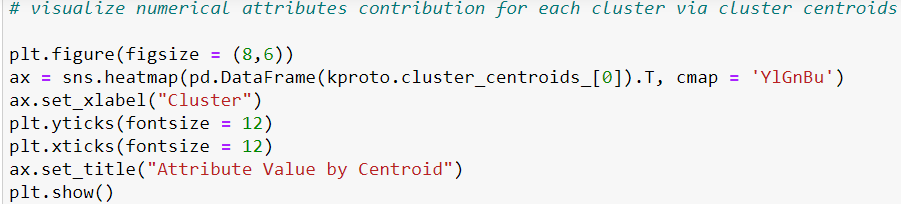 # visualize numerical attributes contribution for each cluster via cluster centroids
plt.figure(figsize = (8,6))
ax = sns.heatmap(pd.DataFrame(kproto.cluster_centroids_[0]).T, cmap = 'YlGnBu')
ax.set_xlabel("Cluster")
plt.yticks(fontsize = 12)
plt.xticks(fontsize = 12)
ax.set_title("Attribute Value by Centroid")
plt.show()